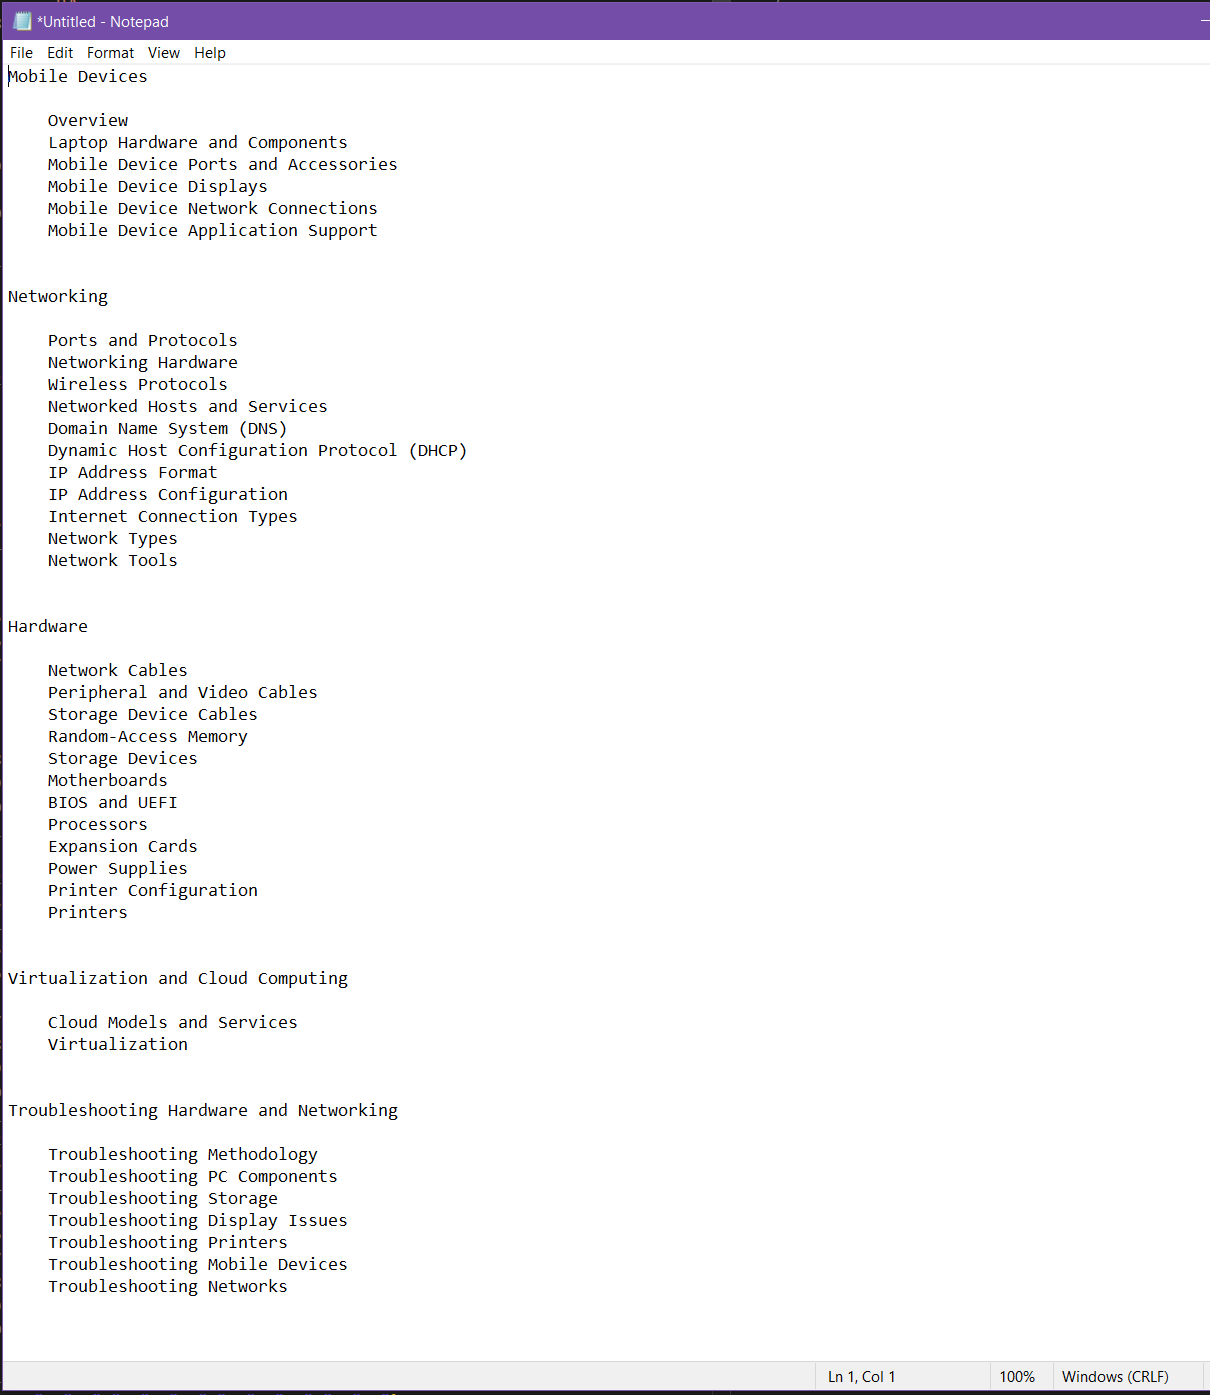 *Untitled - Notepad
File Edit Format View Help
Mobile Devices
Overview
Laptop Hardware and Components
Mobile Device Ports and Accessories
Mobile Device Displays
Mobile Device Network Connections
Mobile Device Application Support
Networking
Ports and Protocols
Networking Hardware
Wireless Protocols
Networked Hosts and Services
Domain Name System (DNS)
Dynamic Host Configuration Protocol (DHCP)
IP Address Format
IP Address Configuration
Internet Connection Types
Network Types
Network Tools
Hardware
Network Cables
Peripheral and Video Cables
Storage Device Cables
Random-Access Memory
Storage Devices
Motherboards
BIOS and UEFI
Processors
Expansion Cards
Power Supplies
Printer Configuration
Printers
Virtualization and Cloud Computing
Cloud Models and Services
Virtualization
Troubleshooting Hardware and Networking
Troubleshooting Methodology
Troubleshooting PC Components
Troubleshooting Storage
Troubleshooting Display Issues
Troubleshooting Printers
Troubleshooting Mobile Devices
Troubleshooting Networks
Ln 1, Col 1 100% Windows (CRLF)